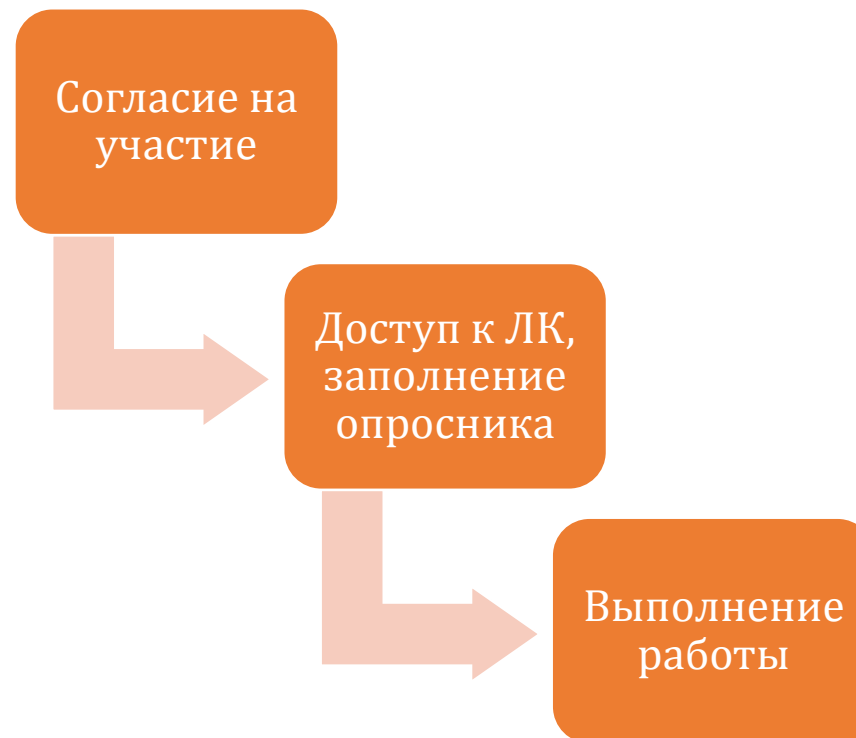 Согласие на
участие
Доступ к ЛК,
заполнение
опросника
Выполнение
работы